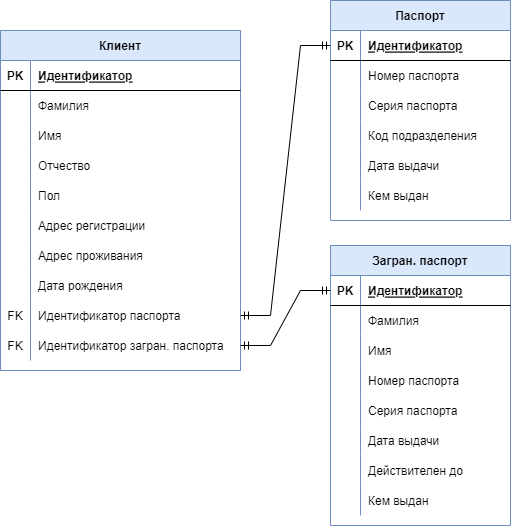 Клиент
PK Идентификатор
Фамилия
Имя
Отчество
Пол
Адрес регистрации
Адрес проживания
Дата рождения
FK Идентификатор паспорта
FK Идентификатор загран. паспорта
Паспорт
PK Идентификатор
Номер паспорта
Серия паспорта
Код подразделения
Дата выдачи
Кем выдан
Загран. паспорт
PK Идентификатор
Фамилия
Имя
Номер паспорта
Серия паспорта
Дата выдачи
Действителен до
Кем выдан